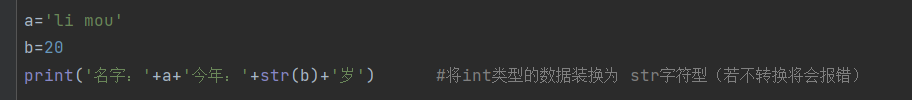 a='li mou'
b=20
print('名字：'+a+'今年：'+str(b)+'岁')      #将int类型的数据装换为 str字符型（若不转换将会报错）